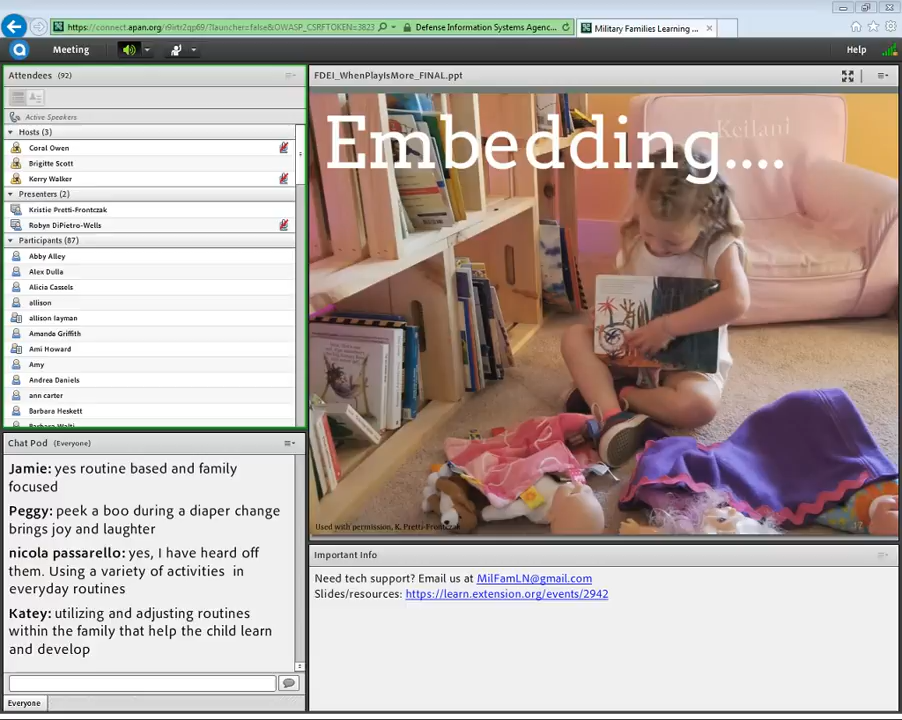 https://connect.apan.org/r9irtr2qp69/?launcher=false&OWASP_CSRFTOKEN=3823
Defense Information Systems Agenc...
Military Families Learning ...
Meeting
Help
Attendees (92)
Active Speakers
Hosts (3)
Coral Owen
Brigitte Scott
Kerry Walker
Presenters (2)
Kristie Pretti-Frontczak
Robyn DiPietro-Wells
Participants (87)
Abby Alley
Alex Dulla
Alicia Cassels
allison
allison layman
Amanda Griffith
Ami Howard
Amy
Andrea Daniels
ann carter
Barbara Heskett
Chat Pod (Everyone)
Jamie: yes routine based and family
focused
Peggy: peek a boo during a diaper change
brings joy and laughter
nicola passarello: yes, I have heard off
them. Using a variety of activities in
everyday routines
Katey: utilizing and adjusting routines
within the family that help the child learn
and develop
Everyone
FDEI_WhenPlayIsMore_FINAL.ppt
Embedding....
Kellani
Used with permission, K. Pretti-Frontczak
Important Info
Need tech support? Email us at MilFamLN@gmail.com
Slides/resources: https://learn.extension.org/events/2942